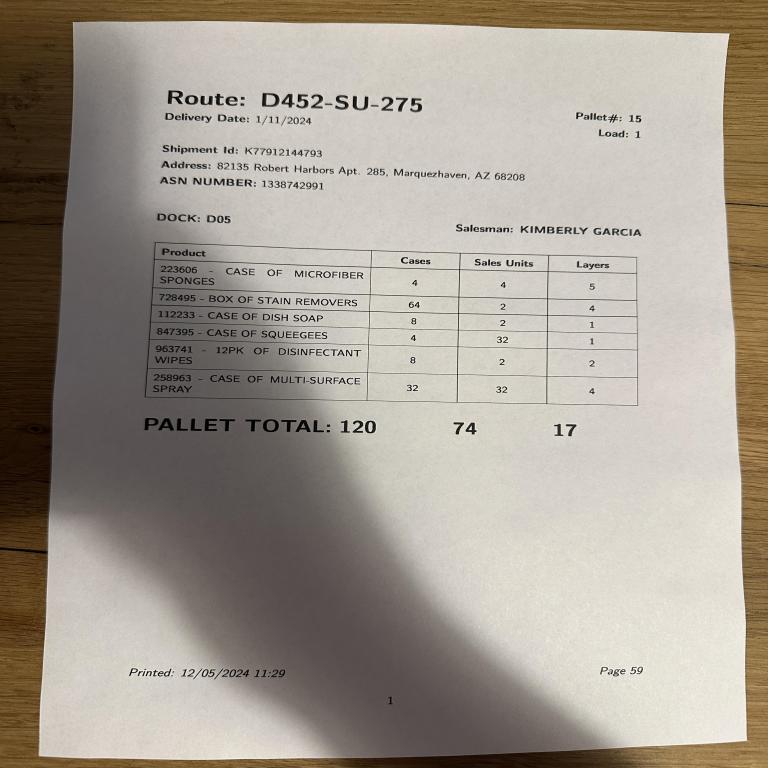 Route: D452-SU-275
Delivery Date: 1/11/2024
Pallet#: 15
Load: 1
Shipment Id: K77912144793
Address: 82135 Robert Harbors Apt. 285, Marquezhaven, AZ 68208
ASN NUMBER: 1338742991
DOCK: D05
Salesman: KIMBERLY GARCIA
Product Cases Sales Units Layers
223606 - CASE OF MICROFIBER
SPONGES 4 4 5
728495 - BOX OF STAIN REMOVERS 64 2 4
112233 - CASE OF DISH SOAP 8 2 1
847395 - CASE OF SQUEEGEES 4 32 1
963741 - 12PK OF DISINFECTANT
WIPES 8 2 2
258963 - CASE OF MULTI-SURFACE
SPRAY 32 32 4
PALLET TOTAL: 120 74 17
Printed: 12/05/2024 11:29
Page 59
1